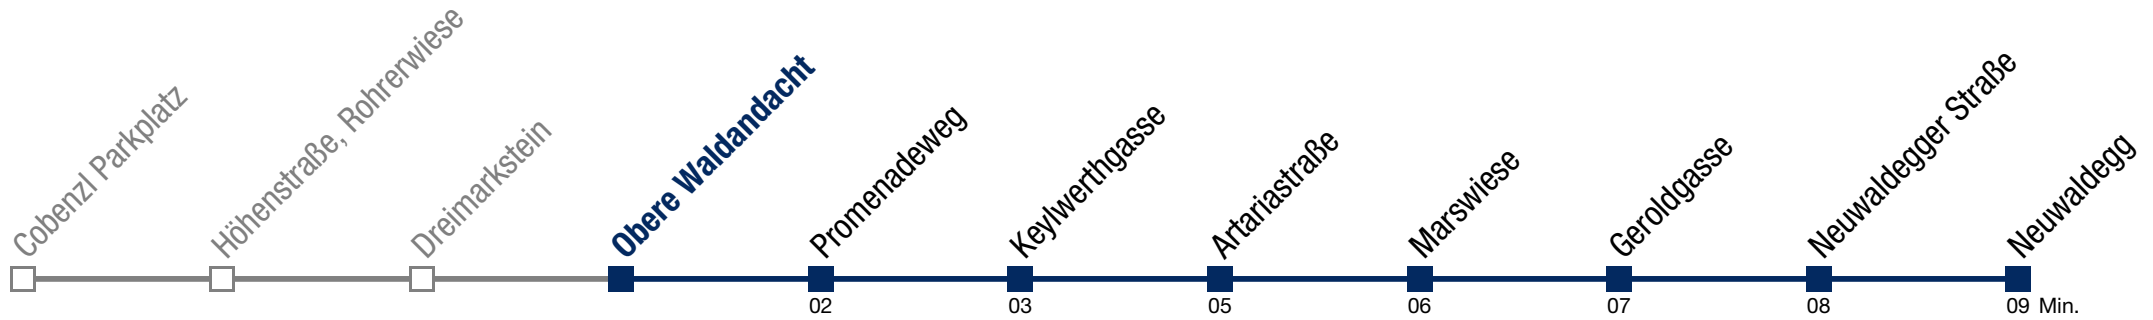 Cobenzl Parkplatz
Höhenstraße, Rohrerwiese
Dreimarkstein
Obere Waldandacht
Promenadeweg
Keylwerthgasse
Artariastraße
Marswiese
Geroldgasse
Neuwaldegger Straße
Neuwaldegg
02 03 05 06 07 08 09 Min.